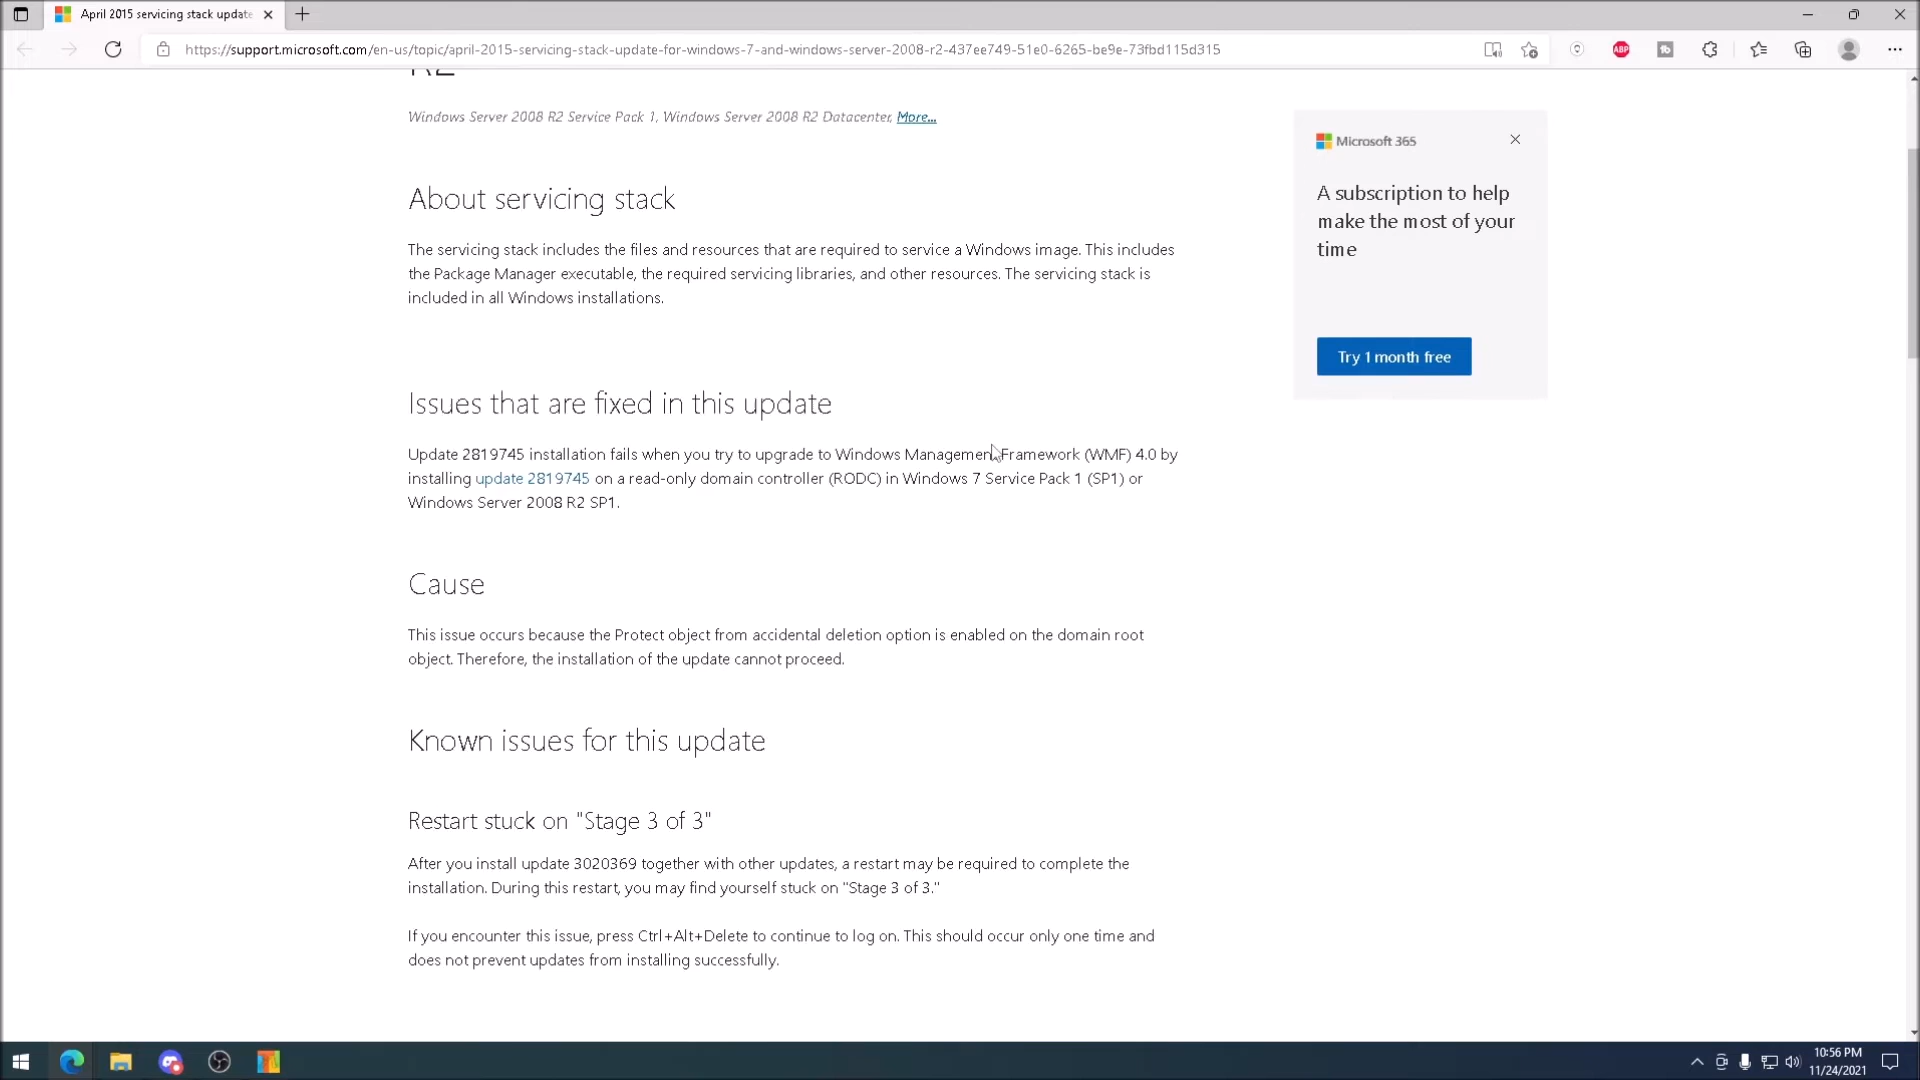 April 2015 servicing stack update
https://support.microsoft.com/en-us/topic/april-2015-servicing-stack-update-for-windows-7-and-windows-server-2008-r2-437ee749-51e0-6265-be9e-73fbd115d315
ABP
R2
Windows Server 2008 R2 Service Pack 1, Windows Server 2008 R2 Datacenter, More...
Microsoft 365
A subscription to help
make the most of your
time
Try 1 month free
About servicing stack
The servicing stack includes the files and resources that are required to service a Windows image. This includes
the Package Manager executable, the required servicing libraries, and other resources. The servicing stack is
included in all Windows installations.
Issues that are fixed in this update
Update 2819745 installation fails when you try to upgrade to Windows Management Framework (WMF) 4.0 by
installing update 2819745 on a read-only domain controller (RODC) in Windows 7 Service Pack 1 (SP1) or
Windows Server 2008 R2 SP1.
Cause
This issue occurs because the Protect object from accidental deletion option is enabled on the domain root
object. Therefore, the installation of the update cannot proceed.
Known issues for this update
Restart stuck on "Stage 3 of 3"
After you install update 3020369 together with other updates, a restart may be required to complete the
installation. During this restart, you may find yourself stuck on "Stage 3 of 3."
If you encounter this issue, press Ctrl+Alt+Delete to continue to log on. This should occur only one time and
does not prevent updates from installing successfully.
10:56 PM
11/24/2021